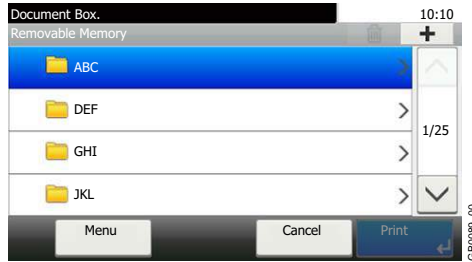 Document Box.
10:10
Removable Memory
ABC
DEF
GHI
JKL
1/25
Menu
Cancel
Print